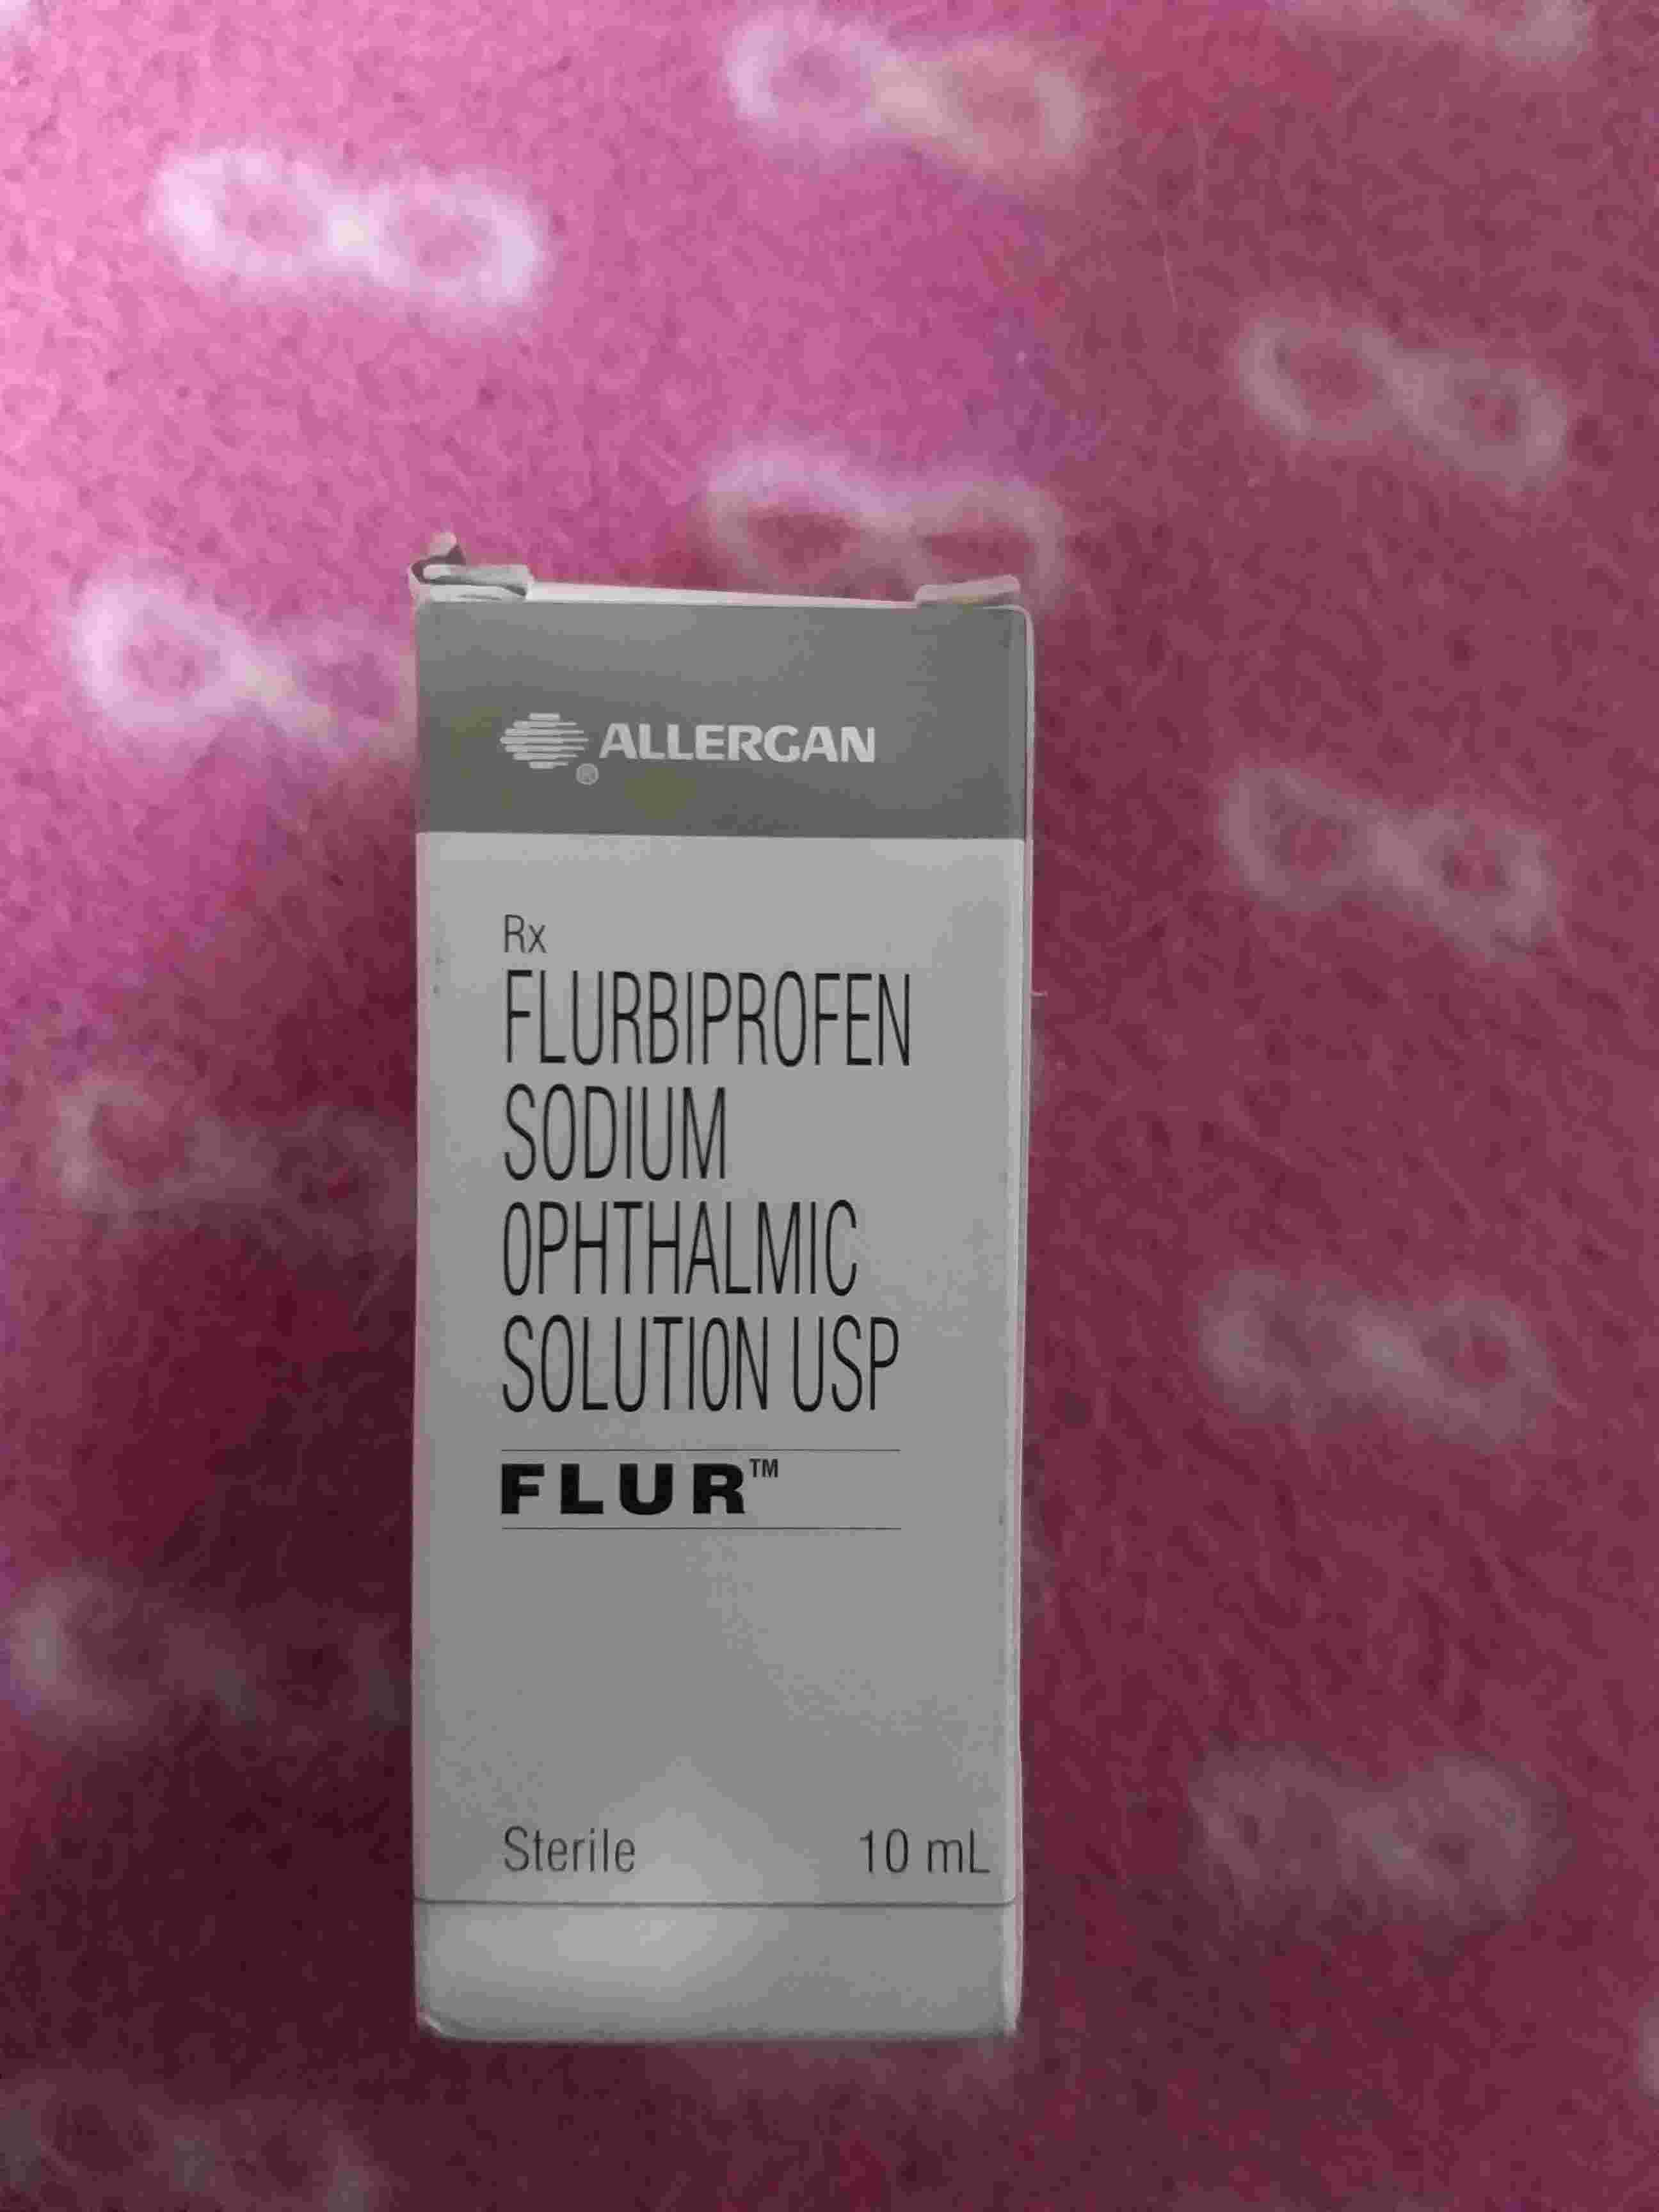 ALLERGAN
®
Rx
FLURBIPROFEN
SODIUM
OPHTHALMIC
SOLUTION USP
FLUR™
Sterile 10 mL